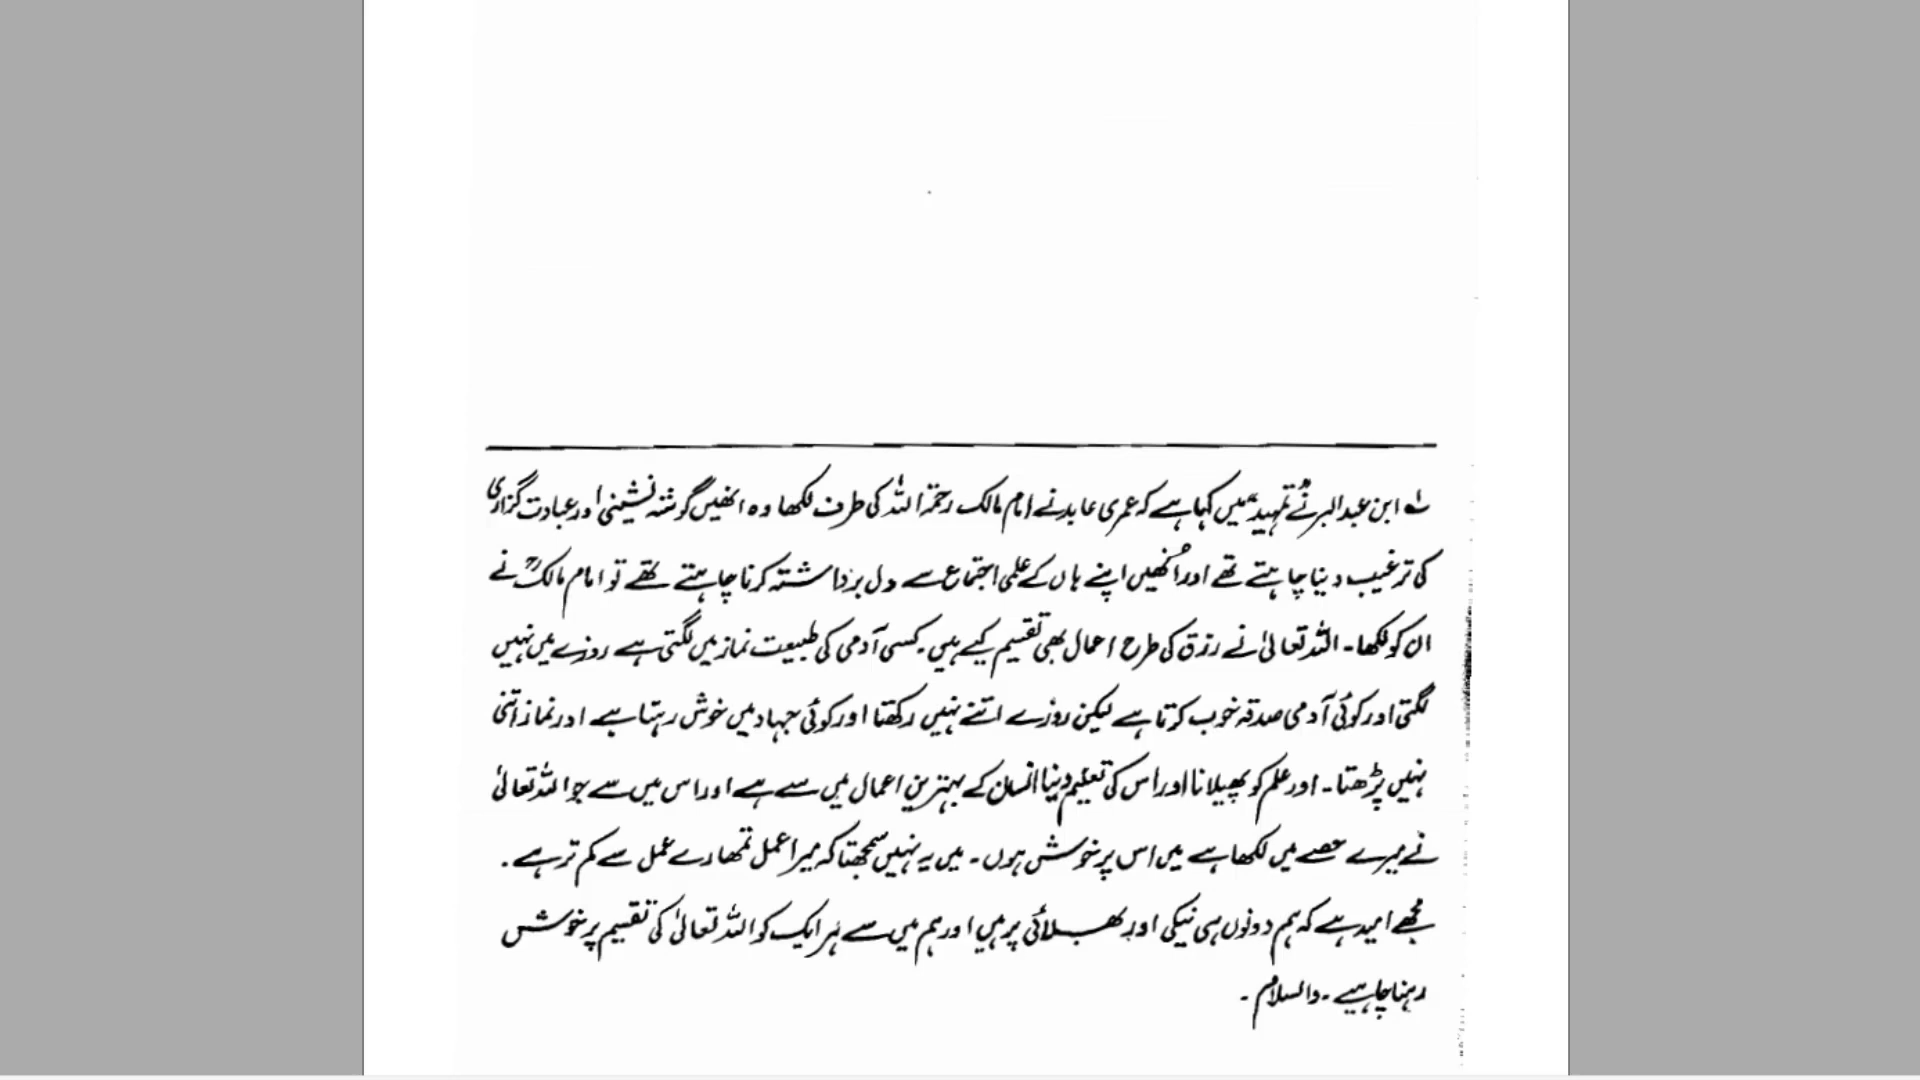 ے ابن عبدالبرؒ نے تمہید میں کہا ہے کہ عمری عابد نے امام مالک رحمۃ اللہ کی طرف لکھا وہ انھیں گوشہ نشینی اور عبادت گزاری
کی ترغیب دینا چاہتے تھے اور اُنھیں اپنے ہاں کے علمی اجتماع سے دل برداشتہ کرنا چاہتے تھے تو امام مالکؒ نے
ان کو لکھا۔ اللہ تعالیٰ نے رزق کی طرح اعمال بھی تقسیم کیے ہیں۔ کسی آدمی کی طبیعت نماز میں لگتی ہے روزے میں نہیں
لگتی اور کوئی آدمی صدقہ خوب کرتا ہے لیکن روزے اتنے نہیں رکھتا اور کوئی جہاد میں خوش رہتا ہے اور نماز اتنی
نہیں پڑھتا۔ اور علم کو پھیلانا اور اس کی تعلیم دینا انسان کے بہترین اعمال میں سے ہے اور اس میں سے جو اللہ تعالیٰ
نے میرے حصے میں لکھا ہے میں اس پر خوش ہوں۔ میں یہ نہیں سمجھتا کہ میرا عمل تمھارے عمل سے کم تر ہے۔
مجھے امید ہے کہ ہم دونوں ہی نیکی اور بھلائی پر ہیں اور ہم میں سے ہر ایک کو اللہ تعالیٰ کی تقسیم پر خوش
رہنا چاہیے۔ والسلام۔